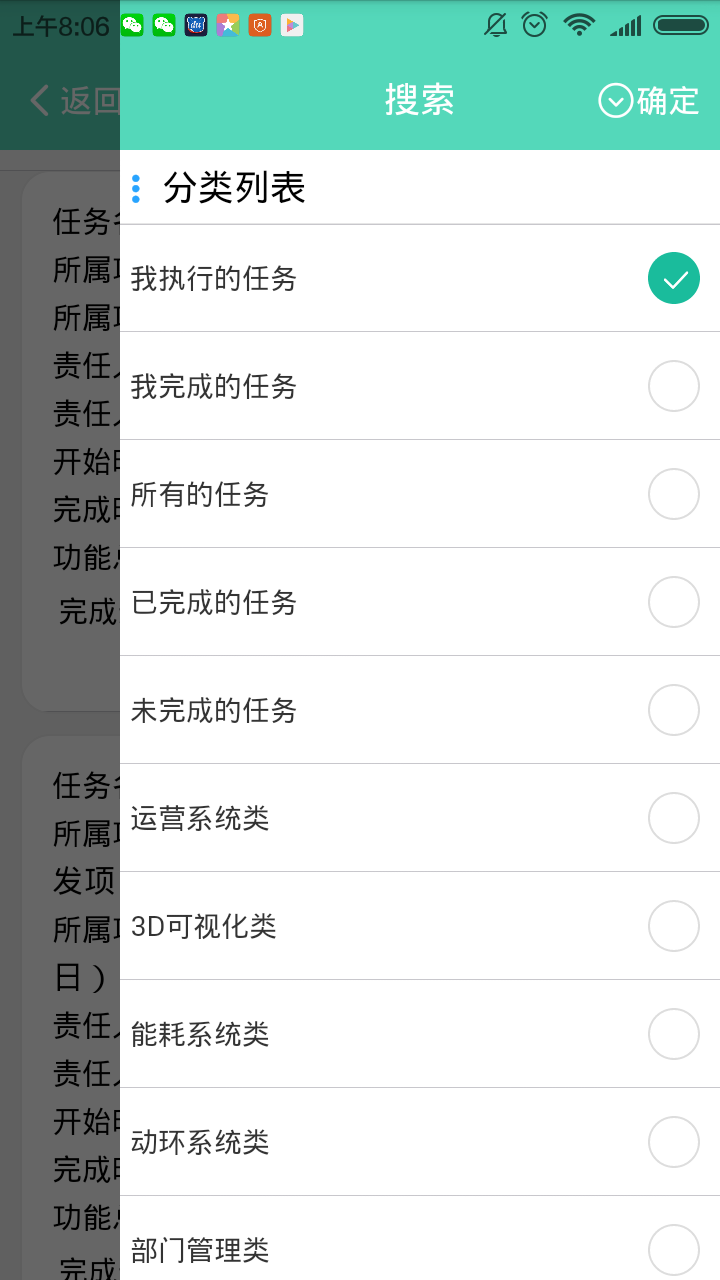 上午8:06
返回
搜索
确定
分类列表
我执行的任务
我完成的任务
所有的任务
已完成的任务
未完成的任务
运营系统类
3D可视化类
能耗系统类
动环系统类
部门管理类
任务
所属
所属
责任
责任
开始
完成
功能
完成
任务
所属
发项
所属
日）
责任
责任
开始
完成
功能
完成